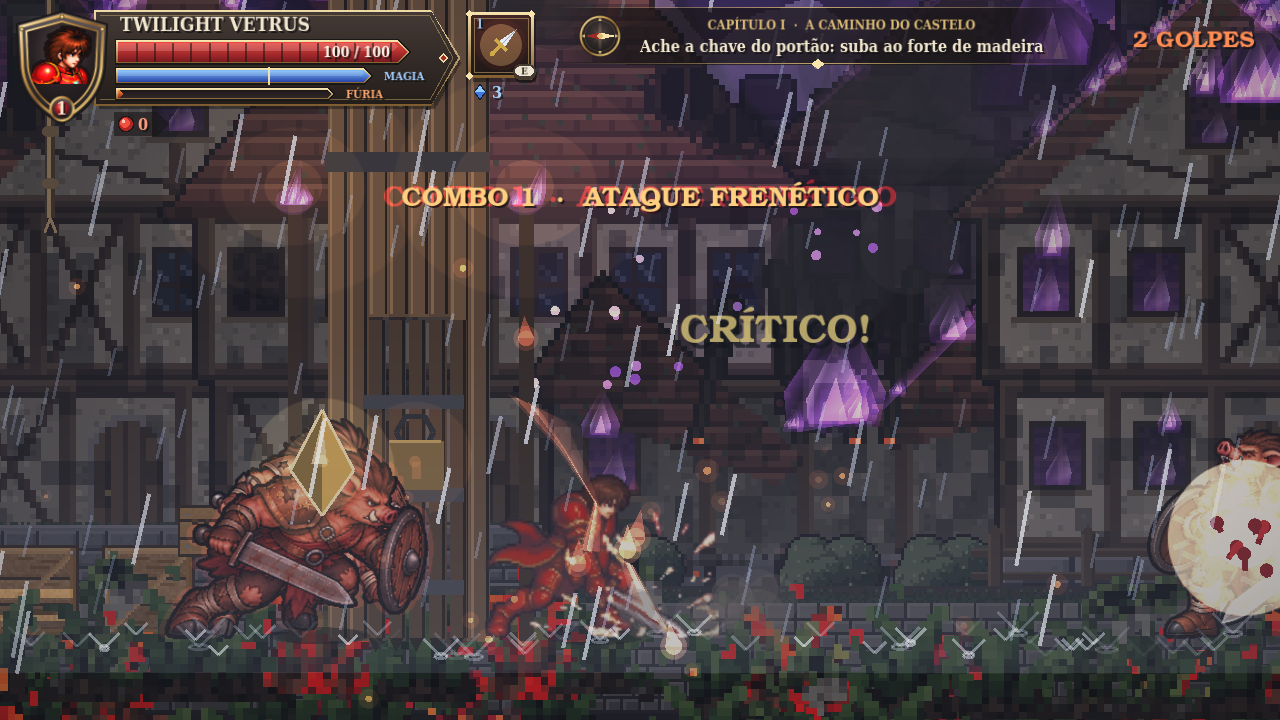 TWILIGHT VETRUS
100 / 100
MAGIA
FÚRIA
1
0
1
E
3
CAPÍTULO I · A CAMINHO DO CASTELO
Ache a chave do portão: suba ao forte de madeira
2 GOLPES
COMBO 1 · ATAQUE FRENÉTICO
CRÍTICO!